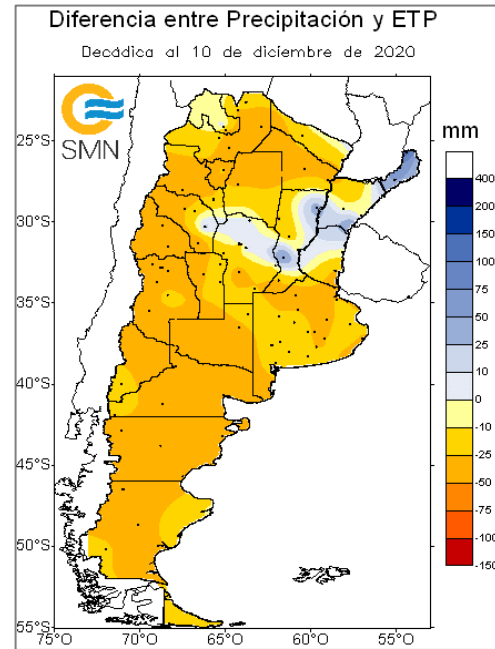 Diferencia entre Precipitación y ETP
Decádica al 10 de diciembre de 2020
SMN
mm
400
200
150
100
75
50
25
10
0
-10
-25
-50
-75
-100
-150
25°S
30°S
35°S
40°S
45°S
50°S
55°S
75°O 70°O 65°O 60°O 55°O